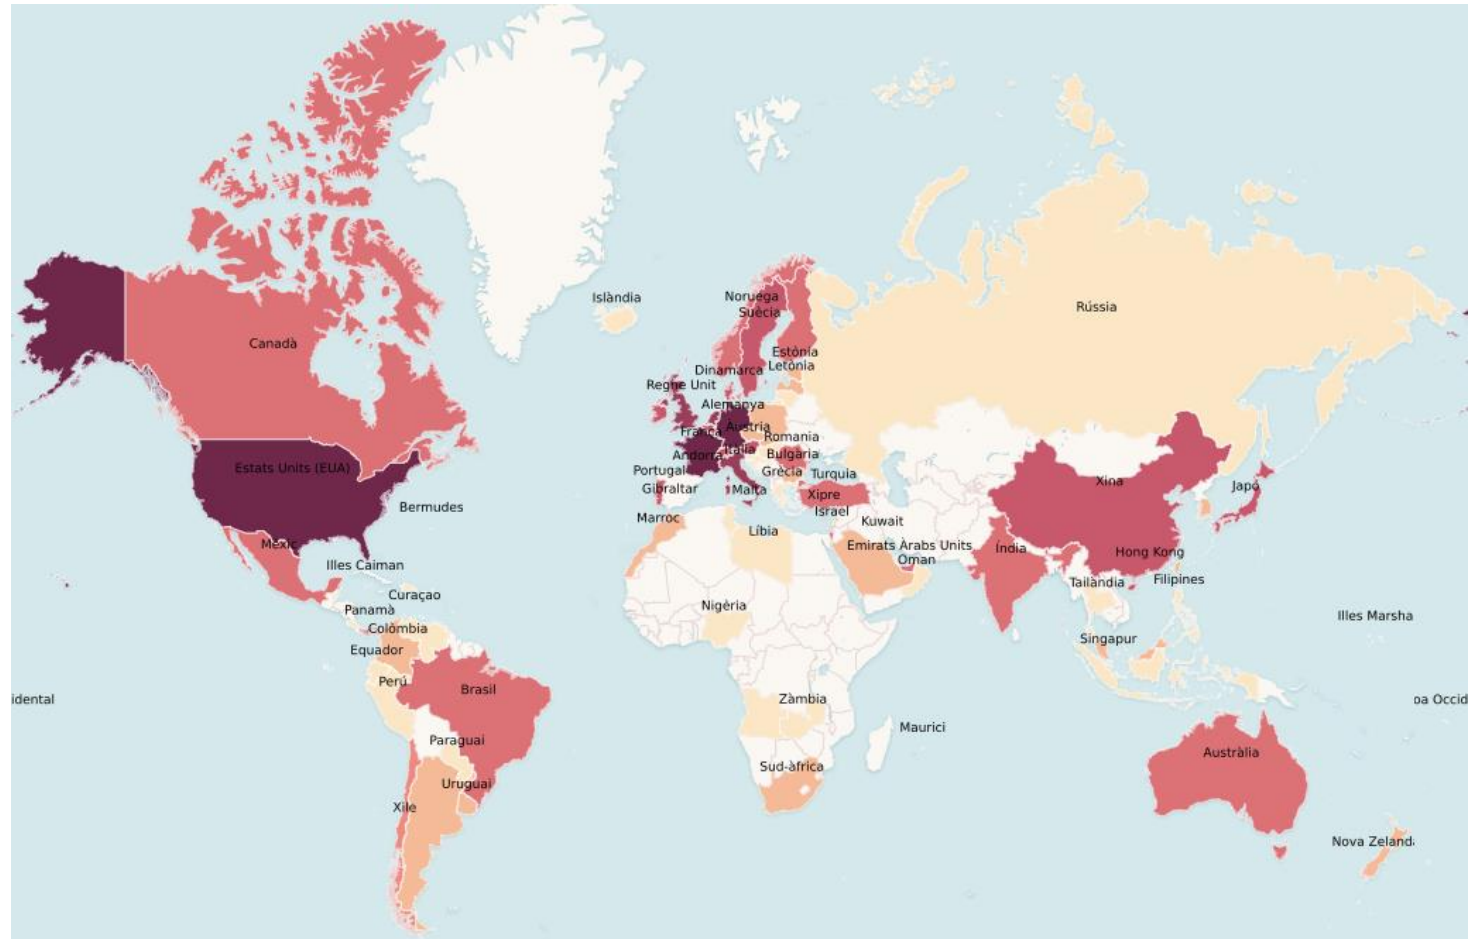 Islàndia
Noruega
Suècia
Rússia
Canadà
Estònia
Letònia
Dinamarca
Regne Unit
Alemanya
Àustria
França
Romania
Itàlia
Andorra
Bulgària
Grècia
Portugal
Turquia
Estats Units (EUA)
Gibraltar
Malta
Xipre
Xina
Japó
Israel
Bermudes
Marroc
Kuwait
Líbia
Mèxic
Emirats Àrabs Units
Índia
Hong Kong
Oman
Illes Caiman
Tailàndia
Filipines
Curaçao
Nigèria
Panamà
Illes Marsha
Colòmbia
Singapur
Equador
Perú
Brasil
Zàmbia
idental
oa Occid
Maurici
Paraguai
Austràlia
Sud-àfrica
Uruguai
Xile
Nova Zeland